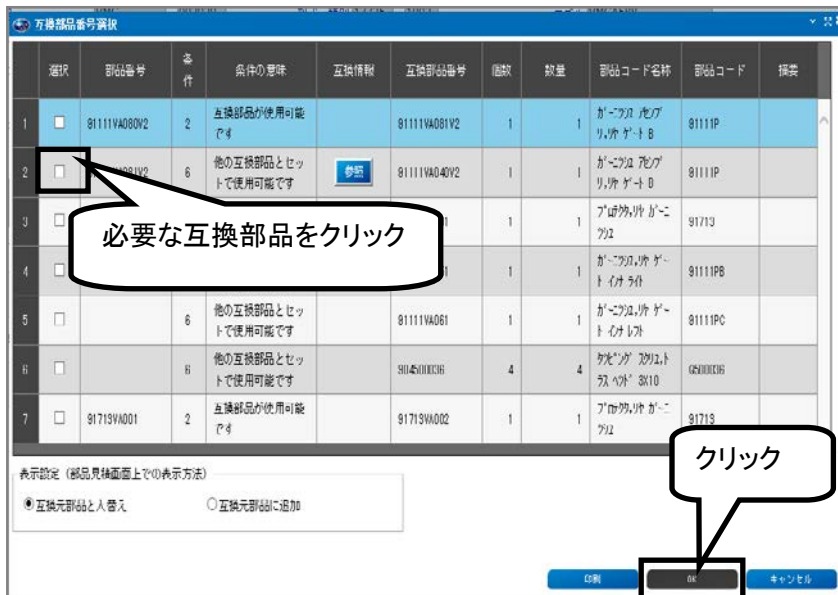 互換部品番号選択
選択 部品番号 条件 条件の意味 互換情報 互換部品番号 個数 数量 部品コード名称 部品コード 摘要
1 91111VA080V2 2 互換部品が使用可能 91111VA081V2 1 1 ｶﾞｰﾆﾂｼﾕ ｱｾﾝﾌﾞ 91111P
です ﾘ,ﾘﾔ ｹﾞｰﾄ B
2 6 他の互換部品とセッ 参照 91111VA040V2 1 1 ｶﾞｰﾆﾂｼﾕ ｱｾﾝﾌﾞ 91111P
トで使用可能です ﾘ,ﾘﾔ ｹﾞｰﾄ B
3 1 1 ﾌﾟﾛﾃｸﾀ,ﾘﾔ ｶﾞｰﾆ 91713
ﾂｼﾕ
4 1 1 ｶﾞｰﾆﾂｼﾕ,ﾘﾔ ｹﾞｰ 91111PB
ﾄ ｲﾝﾅ ﾗｲﾄ
必要な互換部品をクリック
5 6 他の互換部品とセッ 91111VA061 1 1 ｶﾞｰﾆﾂｼﾕ,ﾘﾔ ｹﾞｰ 91111PC
トで使用可能です ﾄ ｲﾝﾅ ﾚﾌﾄ
6 6 他の互換部品とセッ 904500036 4 4 ﾀﾂﾋﾟﾝｸﾞ ｽｸﾘﾕ,ﾄ G500036
トで使用可能です ﾗｽ ﾍﾂﾄﾞ 3X10
7 91713VA001 2 互換部品が使用可能 91713VA002 1 1 ﾌﾟﾛﾃｸﾀ,ﾘﾔ ｶﾞｰﾆ 91713
です ﾂｼﾕ
クリック
表示設定（部品見積画面上での表示方法）
互換元部品と入替え 互換元部品に追加
印刷 OK キャンセル